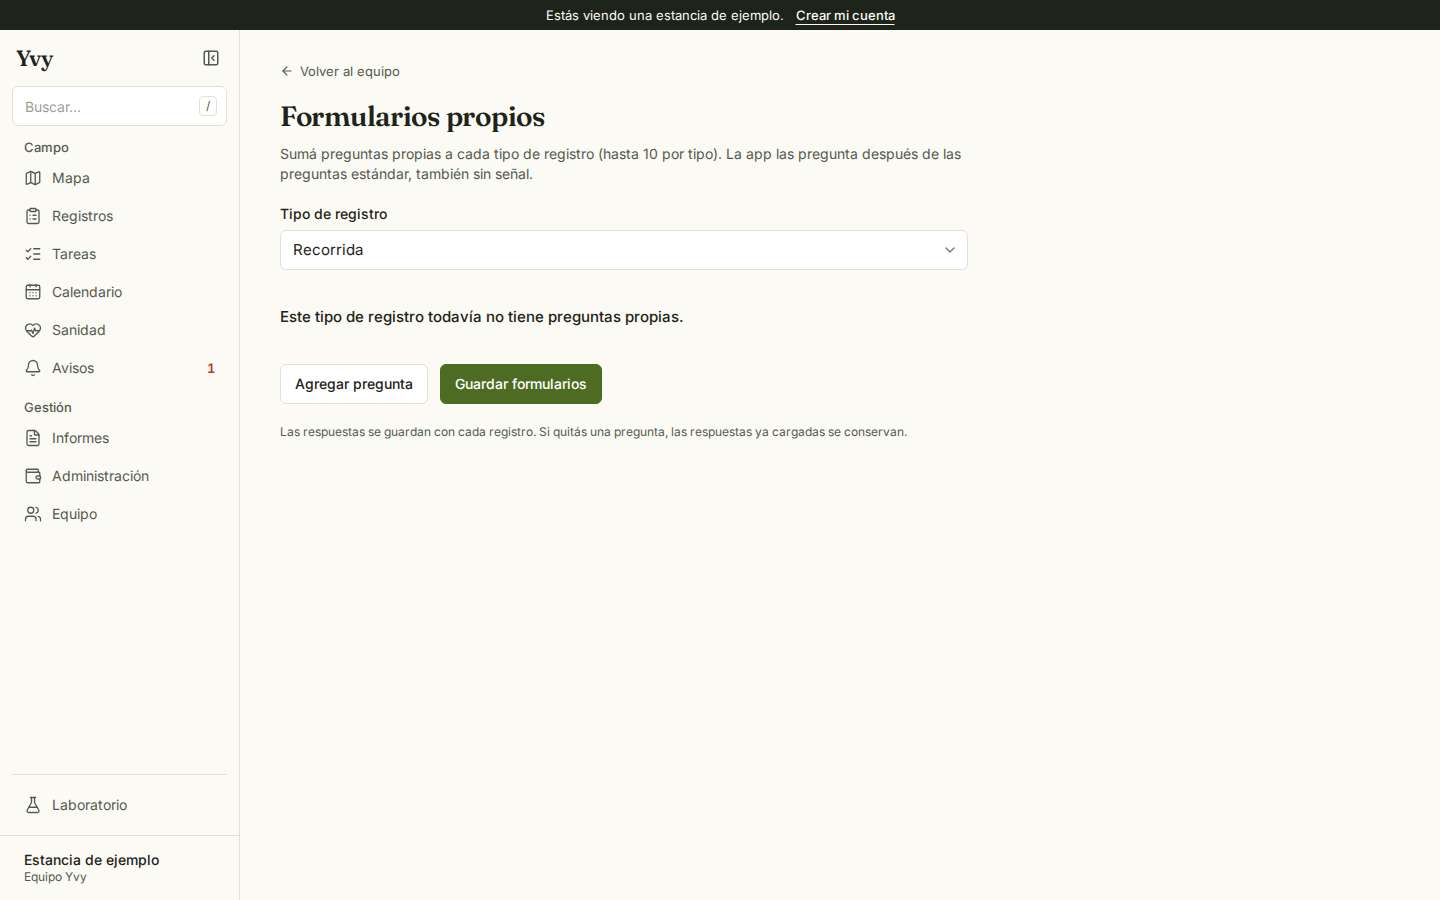 Estás viendo una estancia de ejemplo. Crear mi cuenta
Yvy
Buscar... /
Campo
Mapa
Registros
Tareas
Calendario
Sanidad
Avisos 1
Gestión
Informes
Administración
Equipo
Laboratorio
Estancia de ejemplo
Equipo Yvy
Volver al equipo
Formularios propios
Sumá preguntas propias a cada tipo de registro (hasta 10 por tipo). La app las pregunta después de las
preguntas estándar, también sin señal.
Tipo de registro
Recorrida
Este tipo de registro todavía no tiene preguntas propias.
Agregar pregunta Guardar formularios
Las respuestas se guardan con cada registro. Si quitás una pregunta, las respuestas ya cargadas se conservan.